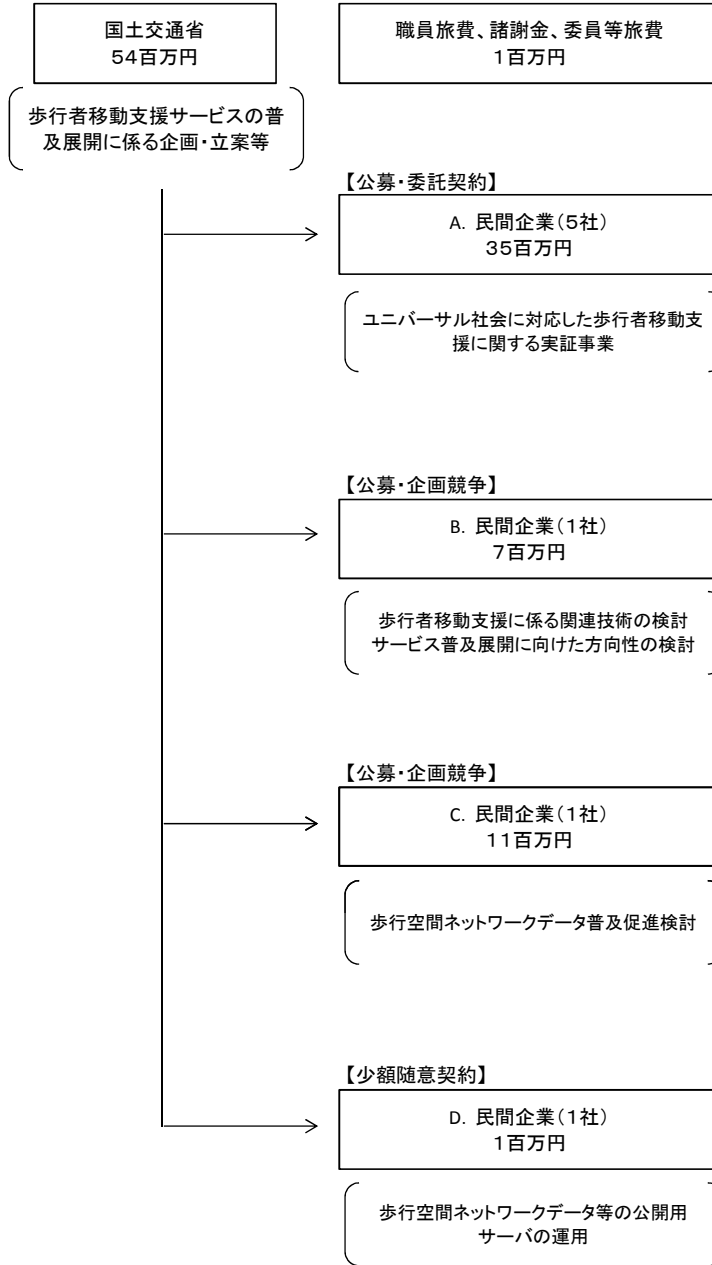 国土交通省
54百万円
職員旅費、諸謝金、委員等旅費
1百万円
歩行者移動支援サービスの普
及展開に係る企画・立案等
【公募・委託契約】
A. 民間企業(5社)
35百万円
ユニバーサル社会に対応した歩行者移動支
援に関する実証事業
【公募・企画競争】
B. 民間企業(1社)
7百万円
歩行者移動支援に係る関連技術の検討
サービス普及展開に向けた方向性の検討
【公募・企画競争】
C. 民間企業(1社)
11百万円
歩行空間ネットワークデータ普及促進検討
【少額随意契約】
D. 民間企業(1社)
1百万円
歩行空間ネットワークデータ等の公開用
サーバの運用